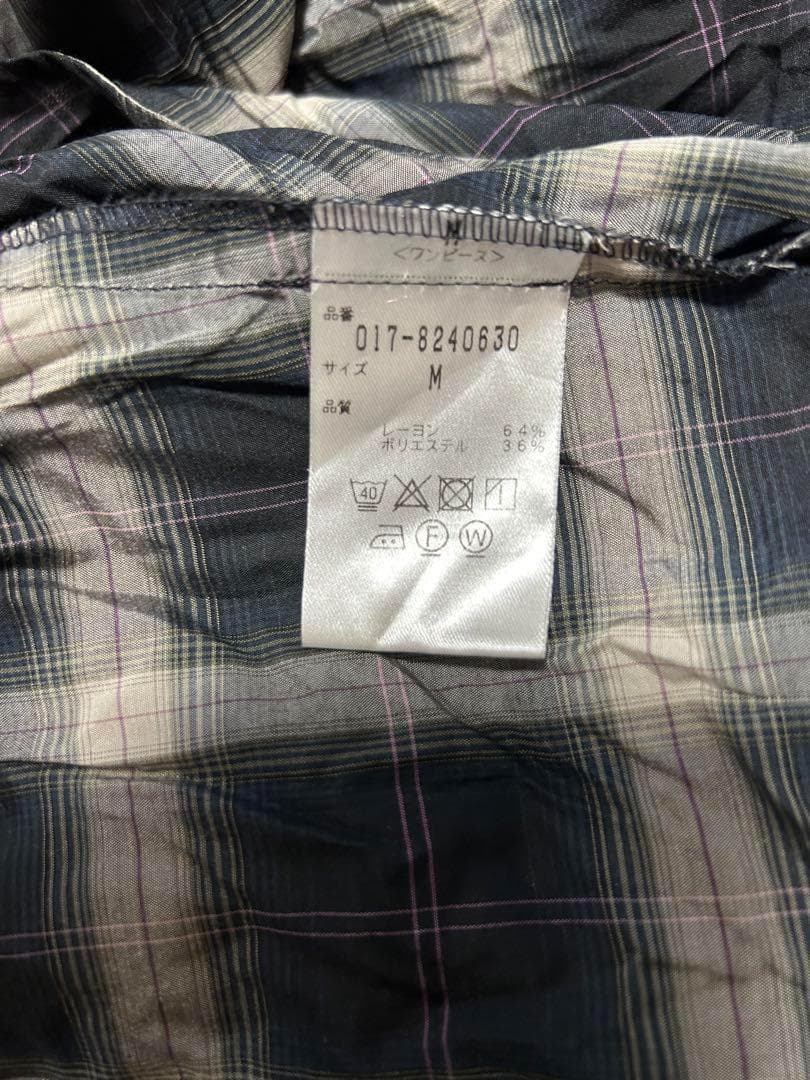 M
<ワンピース>
品番
017-8240630
サイズ M
品質
レーヨン 64%
ポリエステル 36%
40
F W